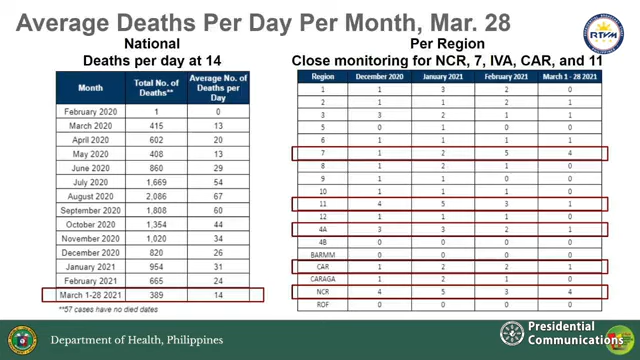 Average Deaths Per Day Per Month, Mar. 28
RTVM
National
Deaths per day at 14
Month Total No. of Deaths** Average No. of Deaths per Day
February 2020 1 0
March 2020 415 13
April 2020 602 20
May 2020 408 13
June 2020 860 29
July 2020 1,669 54
August 2020 2,086 67
September 2020 1,808 60
October 2020 1,354 44
November 2020 1,020 34
December 2020 820 26
January 2021 954 31
February 2021 665 24
March 1-28 2021 389 14
**57 cases have no died dates
Per Region
Close monitoring for NCR, 7, IVA, CAR, and 11
Region December 2020 January 2021 February 2021 March 1 - 28 2021
1 1 3 2 0
2 1 1 2 1
3 3 2 1 1
5 0 1 0 0
6 1 1 1 1
7 1 2 5 4
8 1 2 1 0
9 1 1 0 0
10 1 1 1 0
11 4 5 3 1
12 1 1 1 0
4A 3 3 2 1
4B 0 0 0 0
BARMM 0 0 0 0
CAR 1 2 2 1
CARAGA 1 2 1 0
NCR 4 5 3 4
ROF 0 0 0 0
Department of Health, Philippines
Presidential
Communications